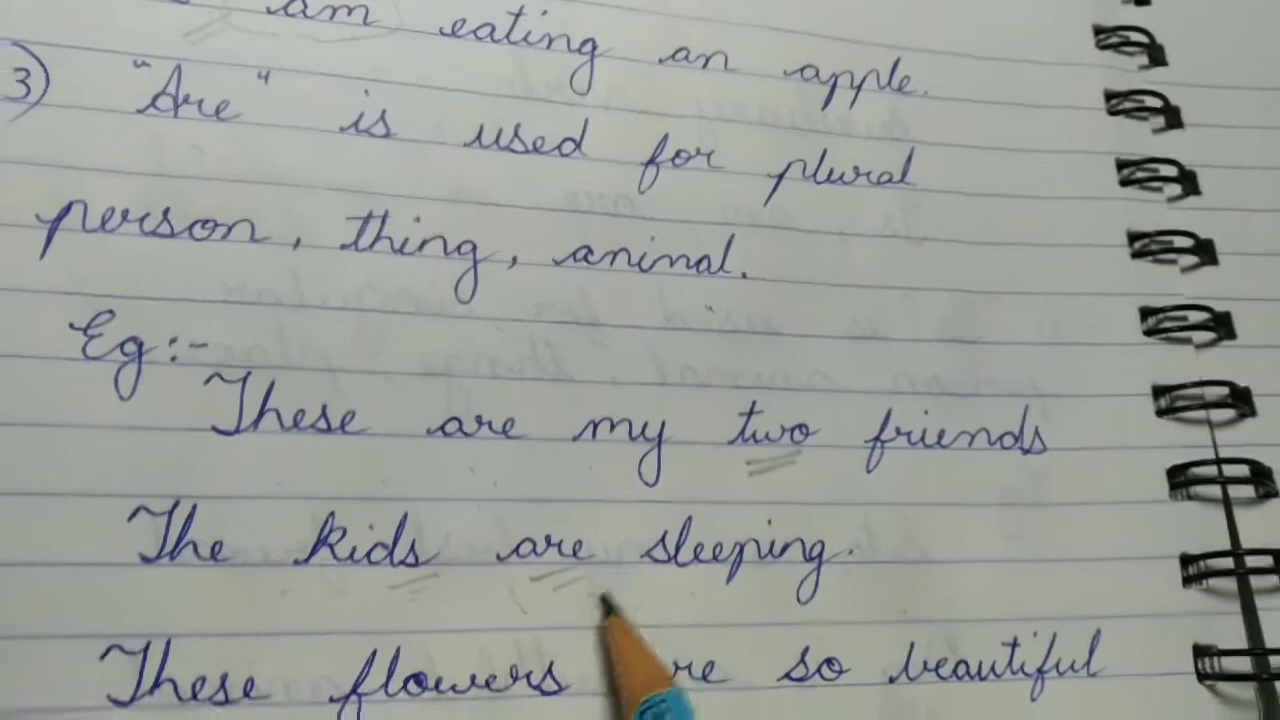 am eating an apple.
3) "Are" is used for plural
person, thing, animal.
Eg:-
These are my two friends
The kids are sleeping.
These flowers re so beautiful